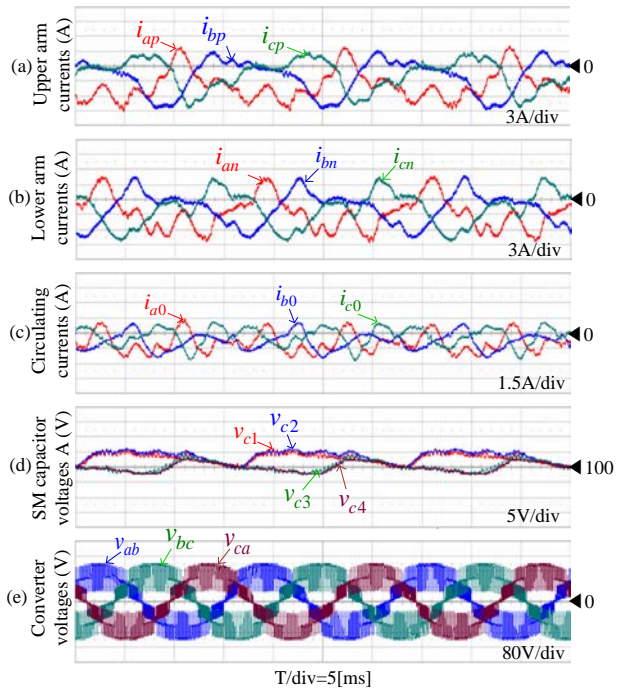 (a)
Upper arm
currents (A)
i_ap
i_bp
i_cp
0
3A/div
(b)
Lower arm
currents (A)
i_an
i_bn
i_cn
0
3A/div
(c)
Circulating
currents (A)
i_a0
i_b0
i_c0
0
1.5A/div
(d)
SM capacitor
voltages A (V)
v_c1
v_c2
v_c3
v_c4
100
5V/div
(e)
Converter
voltages (V)
v_ab
v_bc
v_ca
0
80V/div
T/div=5[ms]